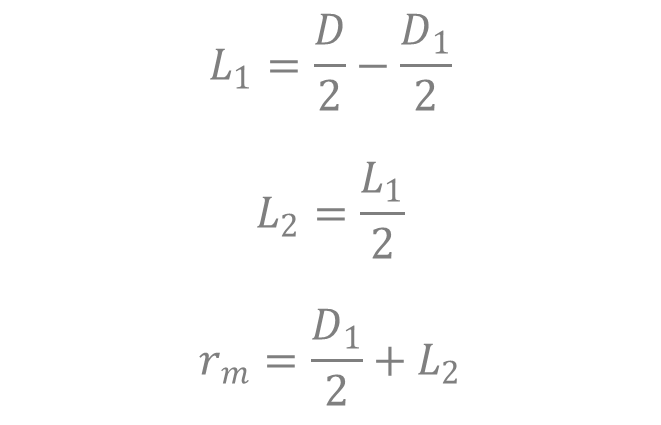 L₁ = D/2 − D₁/2
L₂ = L₁/2
rₘ = D₁/2 + L₂